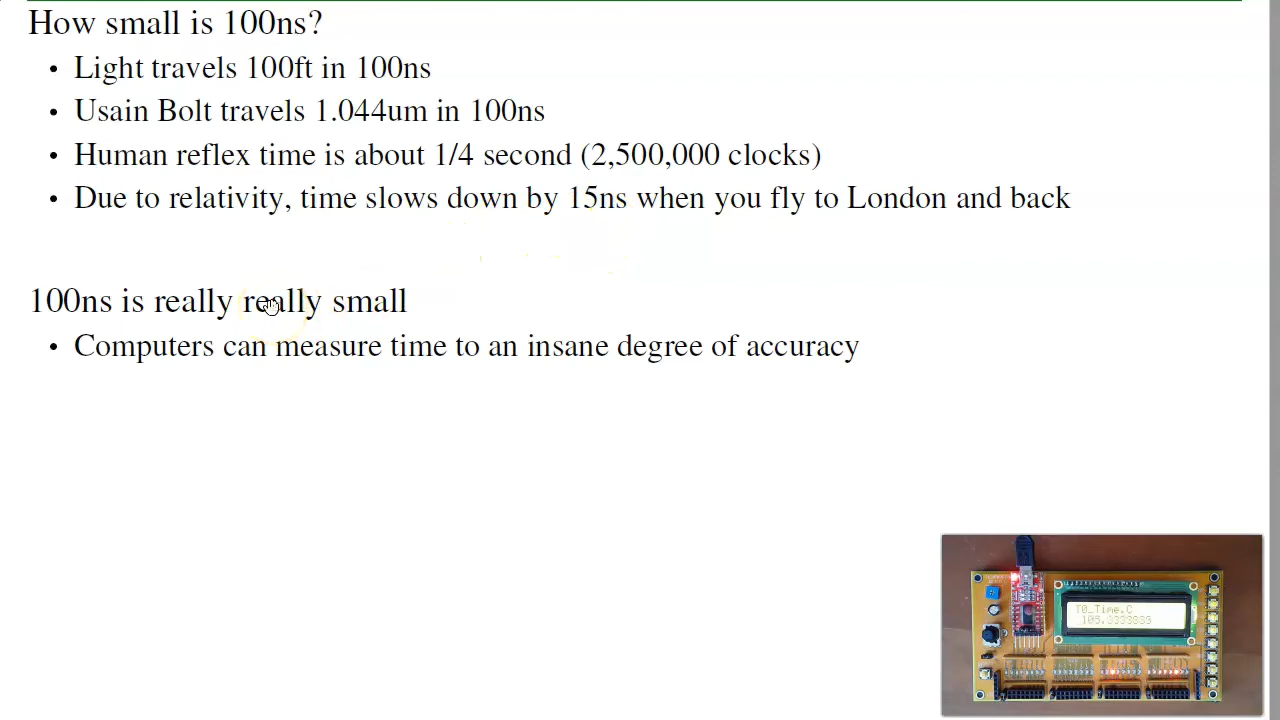 How small is 100ns?
• Light travels 100ft in 100ns
• Usain Bolt travels 1.044um in 100ns
• Human reflex time is about 1/4 second (2,500,000 clocks)
• Due to relativity, time slows down by 15ns when you fly to London and back
100ns is really really small
• Computers can measure time to an insane degree of accuracy
T0_Time.C